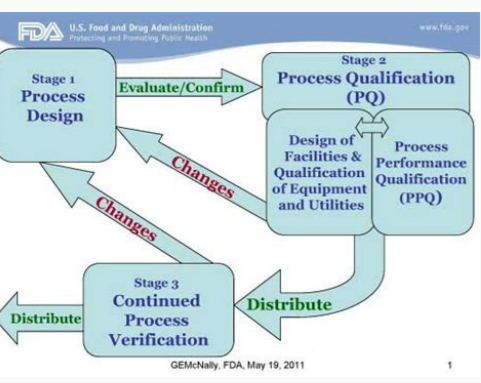 FDA U.S. Food and Drug Administration
Protecting and Promoting Public Health
www.fda.gov
Stage 1
Process
Design
Evaluate/Confirm
Stage 2
Process Qualification
(PQ)
Design of
Facilities &
Qualification
of Equipment
and Utilities
Process
Performance
Qualification
(PPQ)
Changes
Changes
Stage 3
Continued
Process
Verification
Distribute
Distribute
GEMcNally, FDA, May 19, 2011
1